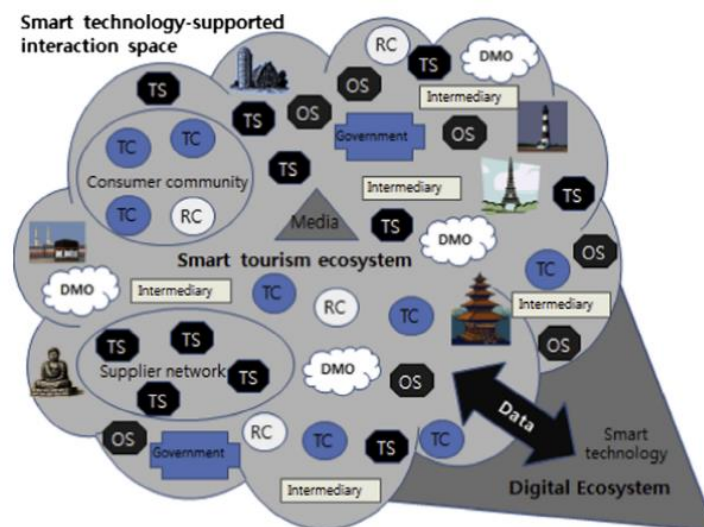 Smart technology-supported
interaction space
RC
TS
DMO
TS
OS
Intermediary
TS
OS
Government
OS
TC
TC
TS
Consumer community
Intermediary
TS
TC
RC
Media
TS
DMO
OS
Smart tourism ecosystem
TC
DMO
Intermediary
TC
RC
TC
Intermediary
TS
TS
OS
Supplier network
TS
DMO
OS
TS
Data
OS
RC
TC
TS
TC
Smart
technology
Government
Intermediary
Digital Ecosystem